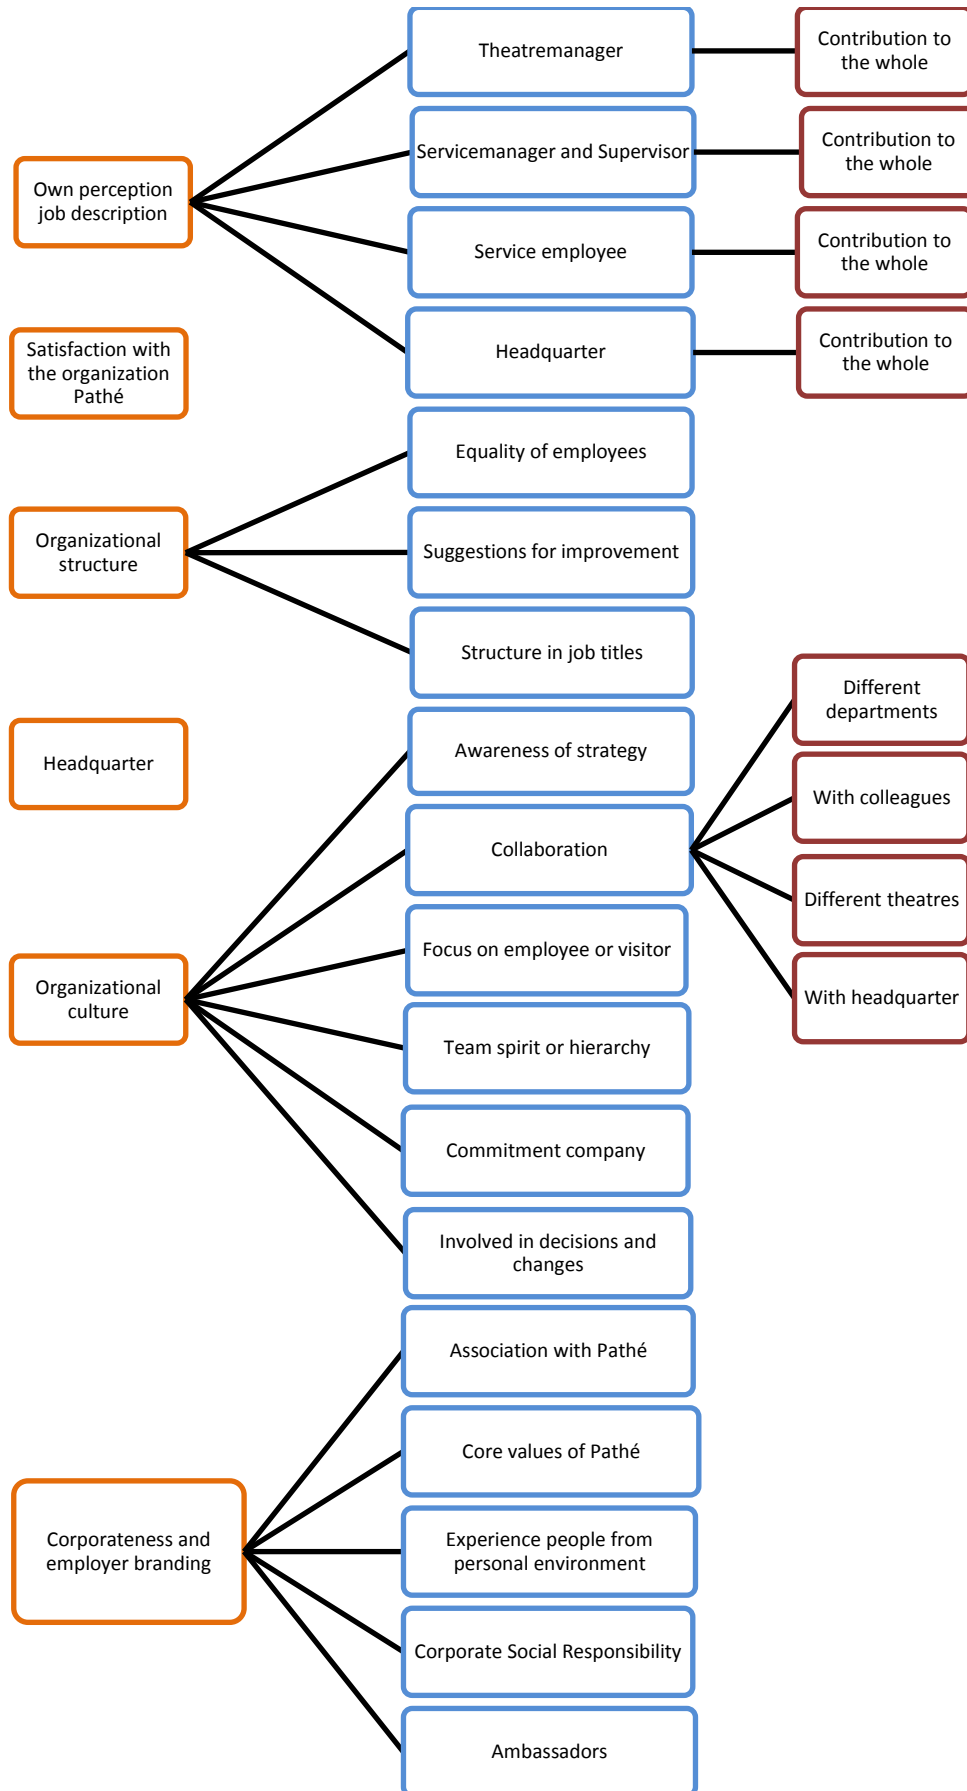 Theatremanager
Contribution to
the whole
Servicemanager and Supervisor
Contribution to
the whole
Own perception
job description
Service employee
Contribution to
the whole
Headquarter
Contribution to
the whole
Satisfaction with
the organization
Pathé
Equality of employees
Organizational
structure
Suggestions for improvement
Structure in job titles
Different
departments
Headquarter
Awareness of strategy
With colleagues
Collaboration
Different theatres
Focus on employee or visitor
With headquarter
Organizational
culture
Team spirit or hierarchy
Commitment company
Involved in decisions and
changes
Association with Pathé
Core values of Pathé
Corporateness and
employer branding
Experience people from
personal environment
Corporate Social Responsibility
Ambassadors